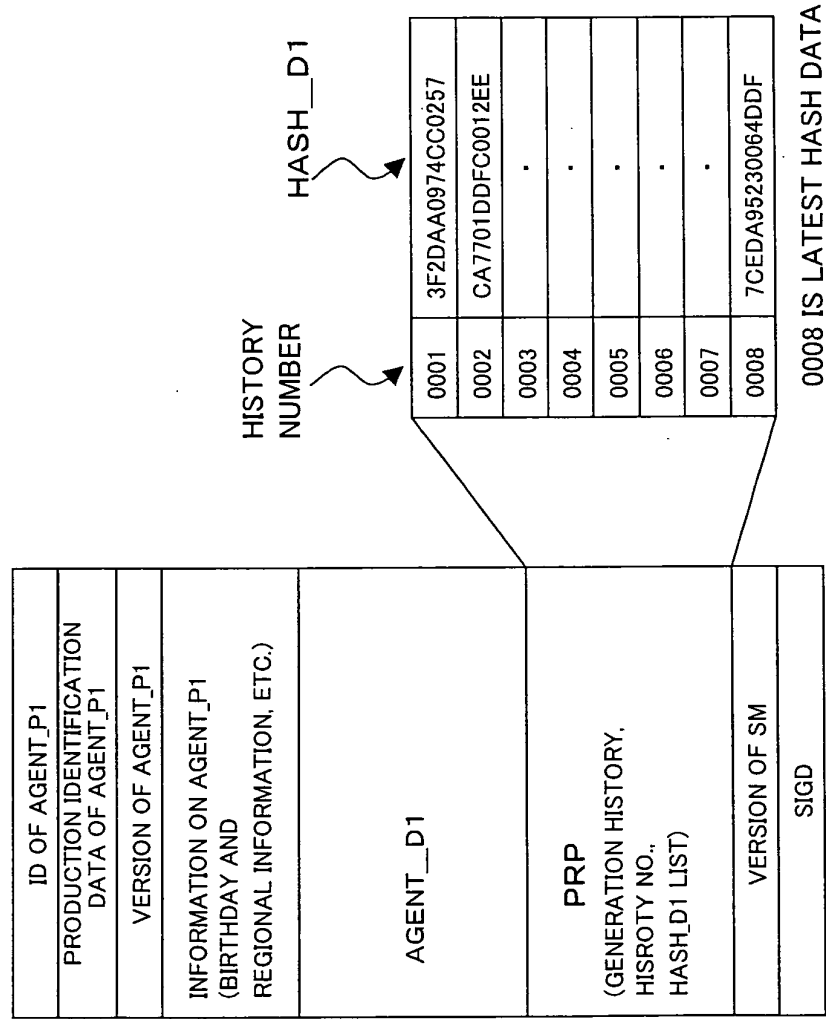 ID OF AGENT_P1
PRODUCTION IDENTIFICATION
DATA OF AGENT_P1
VERSION OF AGENT_P1
INFORMATION ON AGENT_P1
(BIRTHDAY AND
REGIONAL INFORMATION, ETC.)
AGENT__D1
PRP
(GENERATION HISTORY,
HISROTY NO.,
HASH_D1 LIST)
VERSION OF SM
SIGD
HISTORY
NUMBER
HASH__D1
0001 3F2DAA0974CC0257
0002 CA7701DDFC0012EE
0003 .
0004 .
0005 .
0006 .
0007 .
0008 7CEDA95230064DDF
0008 IS LATEST HASH DATA